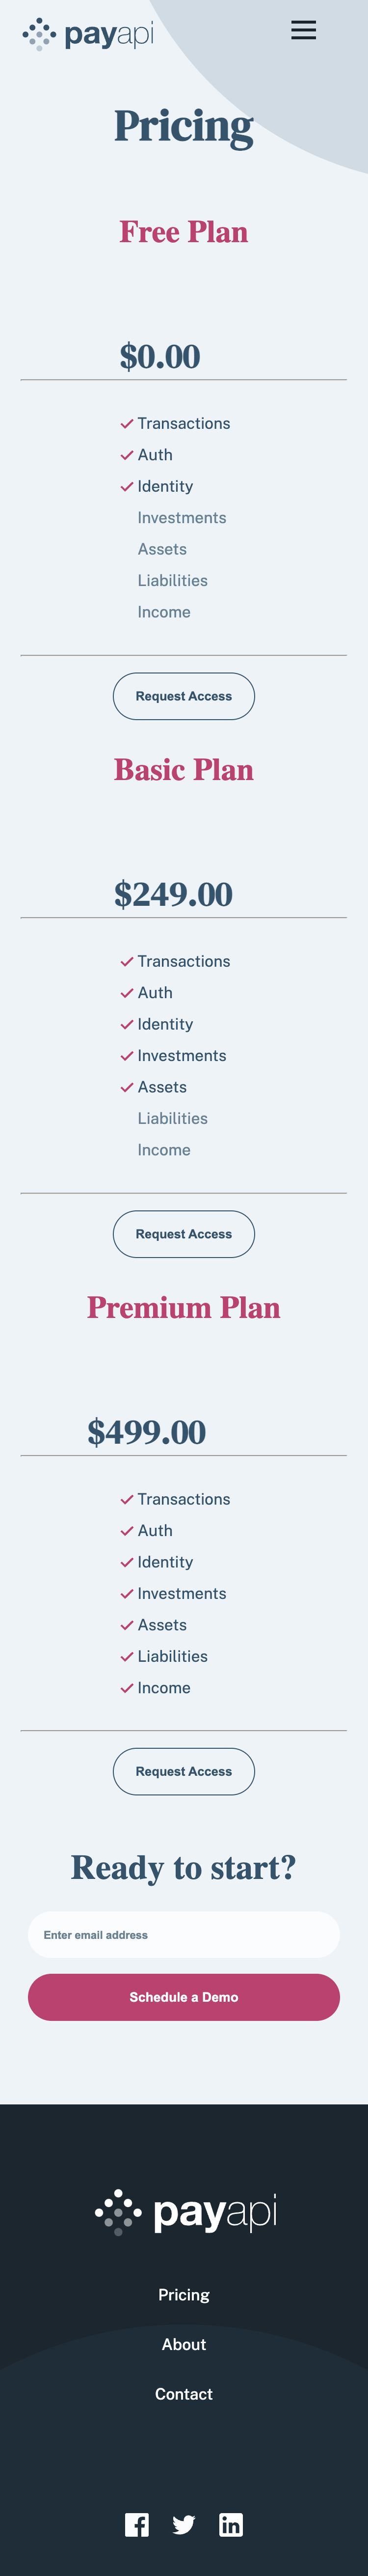 payapi
Pricing
Free Plan
$0.00
Transactions
Auth
Identity
Investments
Assets
Liabilities
Income
Request Access
Basic Plan
$249.00
Transactions
Auth
Identity
Investments
Assets
Liabilities
Income
Request Access
Premium Plan
$499.00
Transactions
Auth
Identity
Investments
Assets
Liabilities
Income
Request Access
Ready to start?
Enter email address
Schedule a Demo
payapi
Pricing
About
Contact